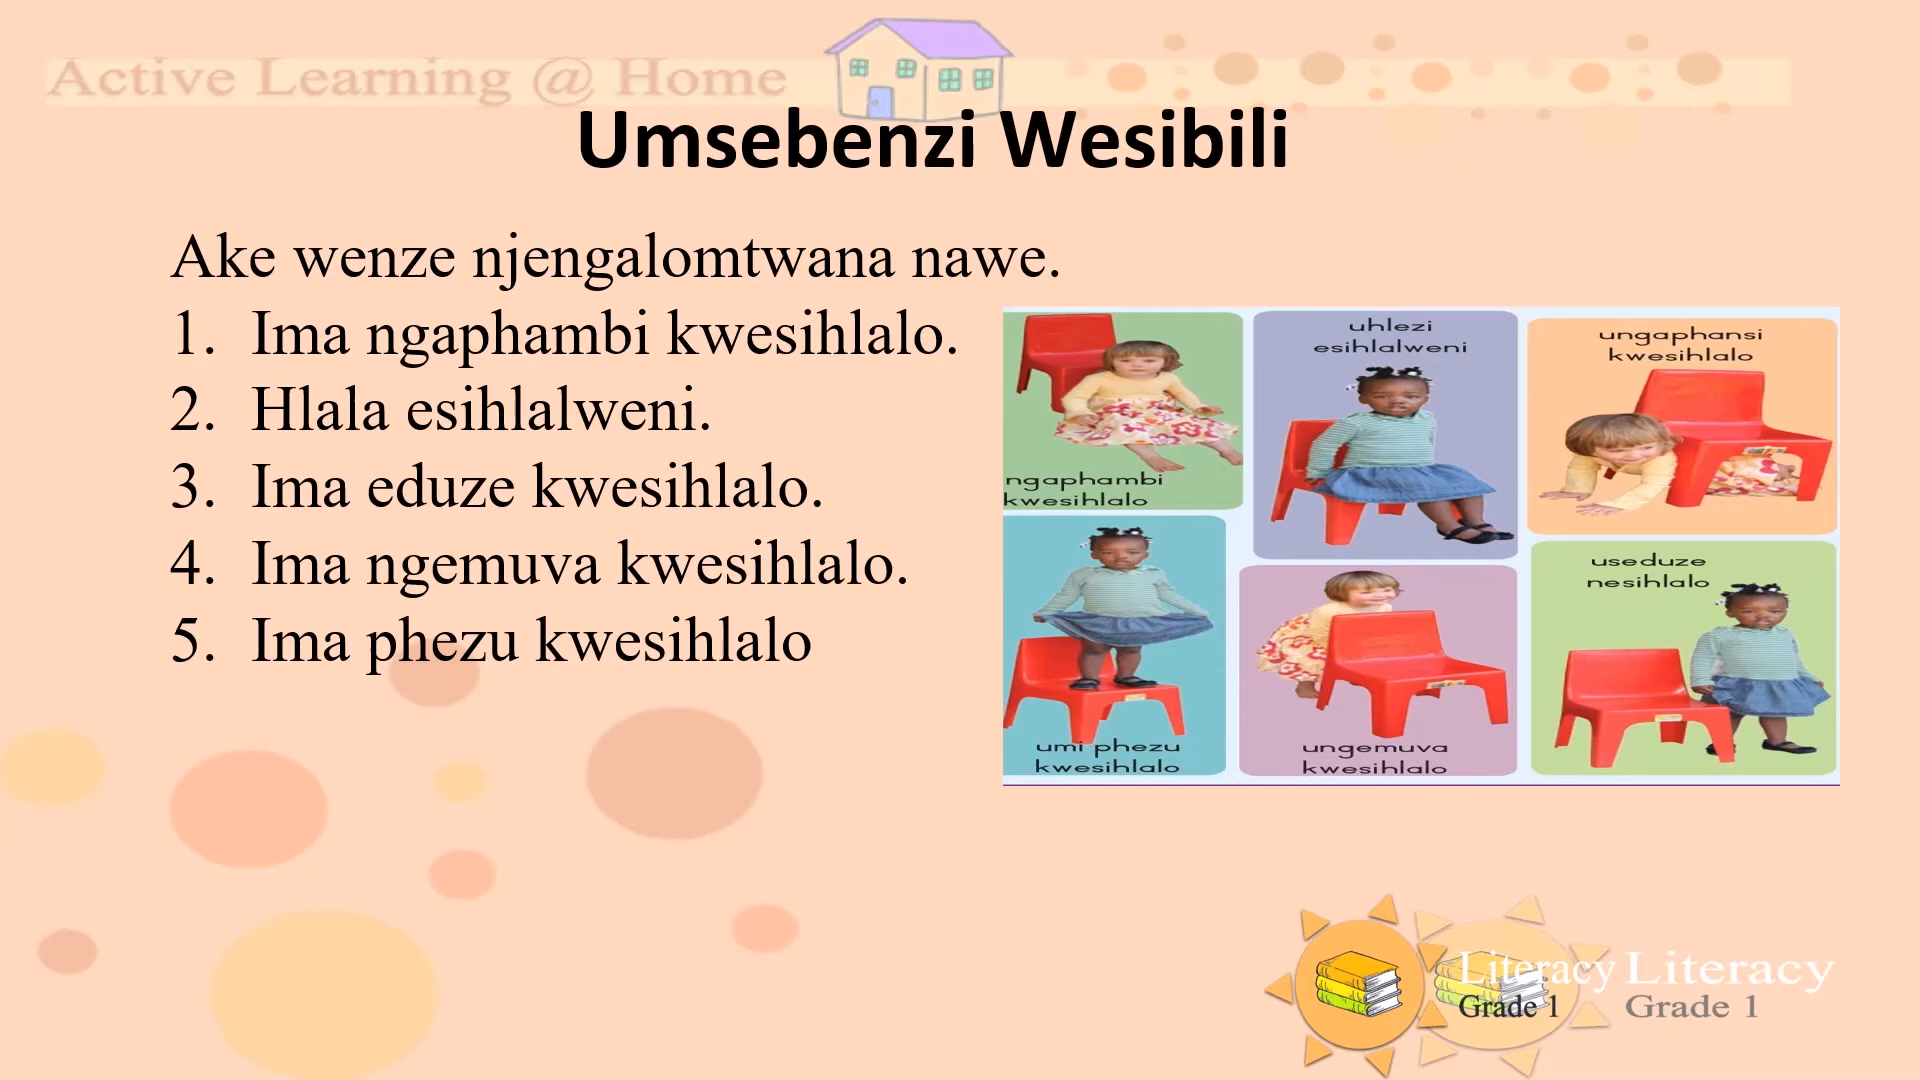 Active Learning @ Home
Umsebenzi Wesibili
Ake wenze njengalomtwana nawe.
1. Ima ngaphambi kwesihlalo.
2. Hlala esihlalweni.
3. Ima eduze kwesihlalo.
4. Ima ngemuva kwesihlalo.
5. Ima phezu kwesihlalo
ngaphambi
kwesihlalo
uhlezi
esihlalweni
ungaphansi
kwesihlalo
umi phezu
kwesihlalo
ungemuva
kwesihlalo
useduze
nesihlalo
Literacy Literacy
Grade 1 Grade 1